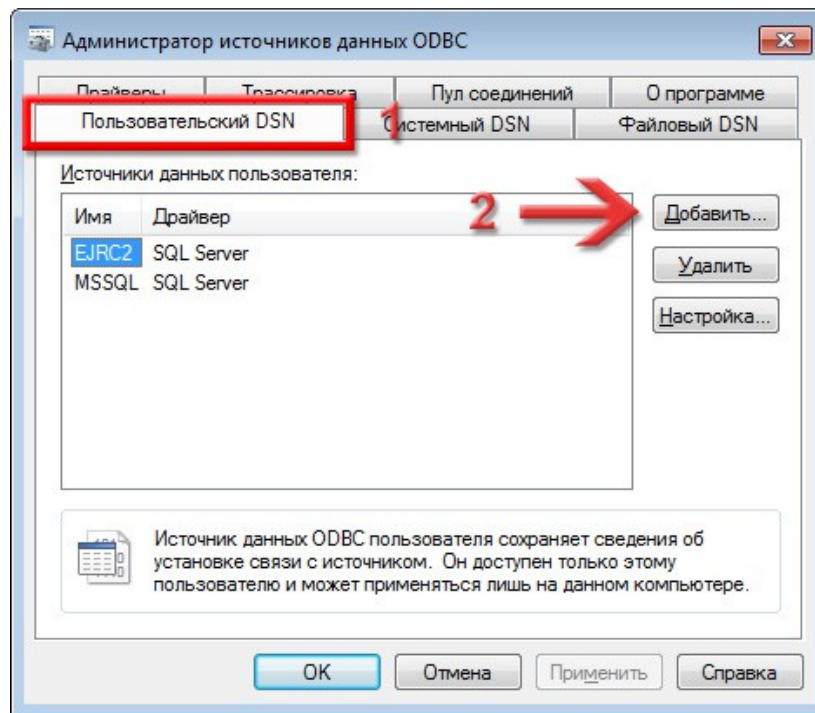 Администратор источников данных ODBC
Драйверы Трассировка Пул соединений О программе
Пользовательский DSN 1 Системный DSN Файловый DSN
Источники данных пользователя:
Имя Драйвер 2 Добавить...
EJRC2 SQL Server
MSSQL SQL Server
Удалить
Настройка...
Источник данных ODBC пользователя сохраняет сведения об
установке связи с источником. Он доступен только этому
пользователю и может применяться лишь на данном компьютере.
OK Отмена Применить Справка